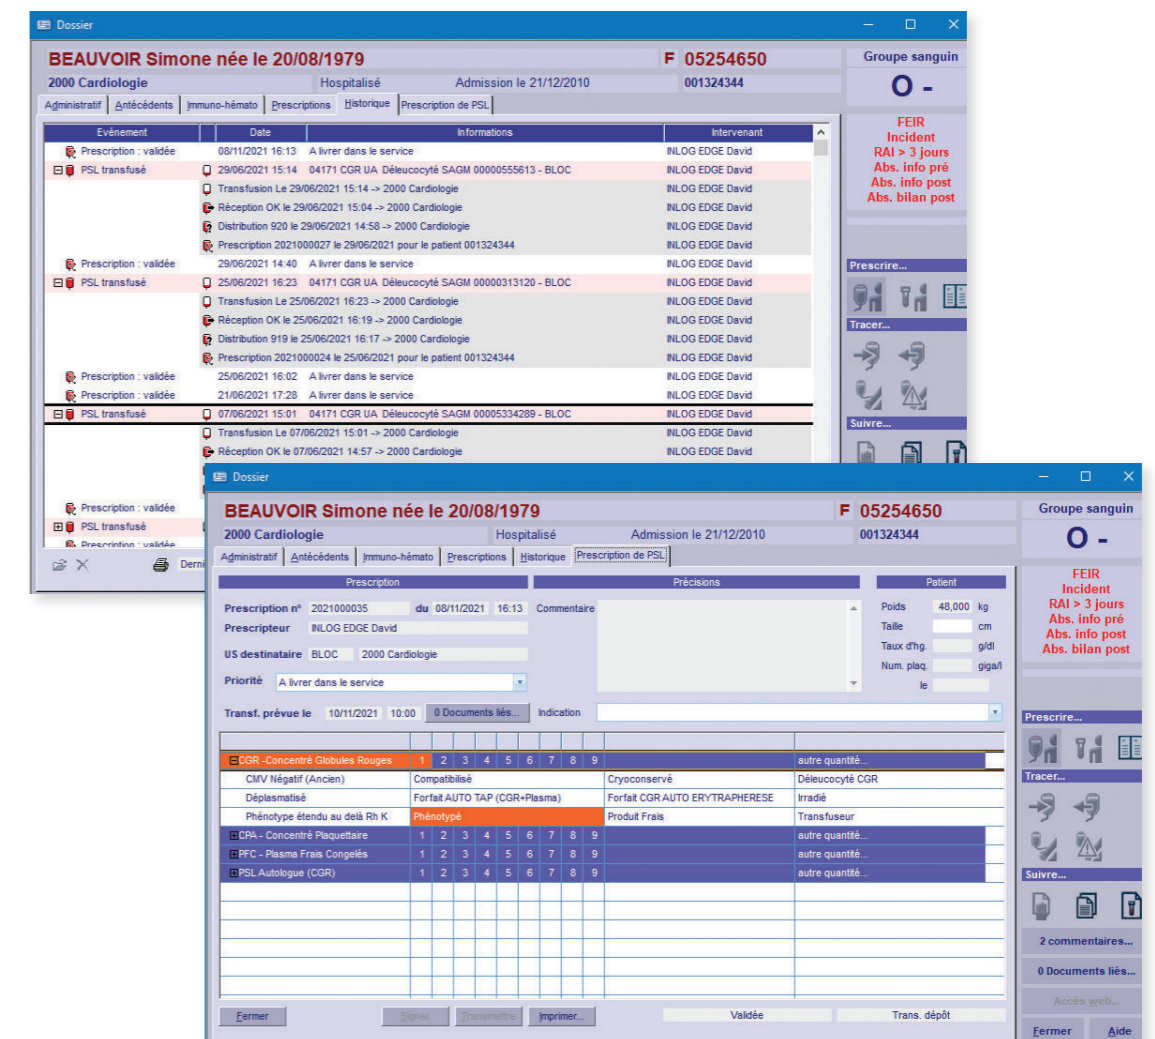 Dossier
BEAUVOIR Simone née le 20/08/1979 F 05254650
2000 Cardiologie Hospitalisé Admission le 21/12/2010 001324344
Administratif Antécédents Immuno-hémato Prescriptions Historique Prescription de PSL
Evénement Date Informations Intervenant
Prescription : validée 08/11/2021 16:13 A livrer dans le service INLOG EDGE David
PSL transfusé 29/06/2021 15:14 04171 CGR UA Déleucocyté SAGM 00000555613 - BLOC INLOG EDGE David
Transfusion Le 29/06/2021 15:14 -> 2000 Cardiologie INLOG EDGE David
Réception OK le 29/06/2021 15:04 -> 2000 Cardiologie INLOG EDGE David
Distribution 920 le 29/06/2021 14:58 -> 2000 Cardiologie INLOG EDGE David
Prescription 2021000027 le 29/06/2021 pour le patient 001324344 INLOG EDGE David
Prescription : validée 29/06/2021 14:40 A livrer dans le service INLOG EDGE David
PSL transfusé 25/06/2021 16:23 04171 CGR UA Déleucocyté SAGM 00000313120 - BLOC INLOG EDGE David
Transfusion Le 25/06/2021 16:23 -> 2000 Cardiologie INLOG EDGE David
Réception OK le 25/06/2021 16:19 -> 2000 Cardiologie INLOG EDGE David
Distribution 919 le 25/06/2021 16:17 -> 2000 Cardiologie INLOG EDGE David
Prescription 2021000024 le 25/06/2021 pour le patient 001324344 INLOG EDGE David
Prescription : validée 25/06/2021 16:02 A livrer dans le service INLOG EDGE David
Prescription : validée 21/06/2021 17:28 A livrer dans le service INLOG EDGE David
PSL transfusé 07/06/2021 15:01 04171 CGR UA Déleucocyté SAGM 00005334289 - BLOC INLOG EDGE David
Transfusion Le 07/06/2021 15:01 -> 2000 Cardiologie INLOG EDGE David
Réception OK le 07/06/2021 14:57 -> 2000 Cardiologie INLOG EDGE David
Prescription : validée
PSL transfusé
Prescription : validée
Groupe sanguin
O -
FEIR
Incident
RAI > 3 jours
Abs. info pré
Abs. info post
Abs. bilan post
Prescrire...
Tracer...
Suivre...
Dossier
BEAUVOIR Simone née le 20/08/1979 F 05254650
2000 Cardiologie Hospitalisé Admission le 21/12/2010 001324344
Administratif Antécédents Immuno-hémato Prescriptions Historique Prescription de PSL
Prescription Précisions Patient
Prescription n° 2021000035 du 08/11/2021 16:13 Commentaire Poids 48,000 kg
Prescripteur INLOG EDGE David Taille cm
Taux d'hg. g/dl
US destinataire BLOC 2000 Cardiologie
Num. plaq. giga/l
Priorité A livrer dans le service le
Transf. prévue le 10/11/2021 10:00 0 Documents liés... Indication
CGR -Concentré Globules Rouges 1 2 3 4 5 6 7 8 9 autre quantité...
CMV Négatif (Ancien) Compatibilisé Cryoconservé Déleucocyté CGR
Déplasmatisé Forfait AUTO TAP (CGR+Plasma) Forfait CGR AUTO ERYTRAPHERESE Irradié
Phénotype étendu au delà Rh K Phénotypé Produit Frais Transfuseur
CPA - Concentré Plaquettaire 1 2 3 4 5 6 7 8 9 autre quantité...
PFC - Plasma Frais Congelés 1 2 3 4 5 6 7 8 9 autre quantité...
PSL Autologue (CGR) 1 2 3 4 5 6 7 8 9 autre quantité...
Fermer Signer Transmettre Imprimer... Validée Trans. dépôt
Groupe sanguin
O -
FEIR
Incident
RAI > 3 jours
Abs. info pré
Abs. info post
Abs. bilan post
Prescrire...
Tracer...
Suivre...
2 commentaires...
0 Documents liés...
Accès web...
Fermer Aide